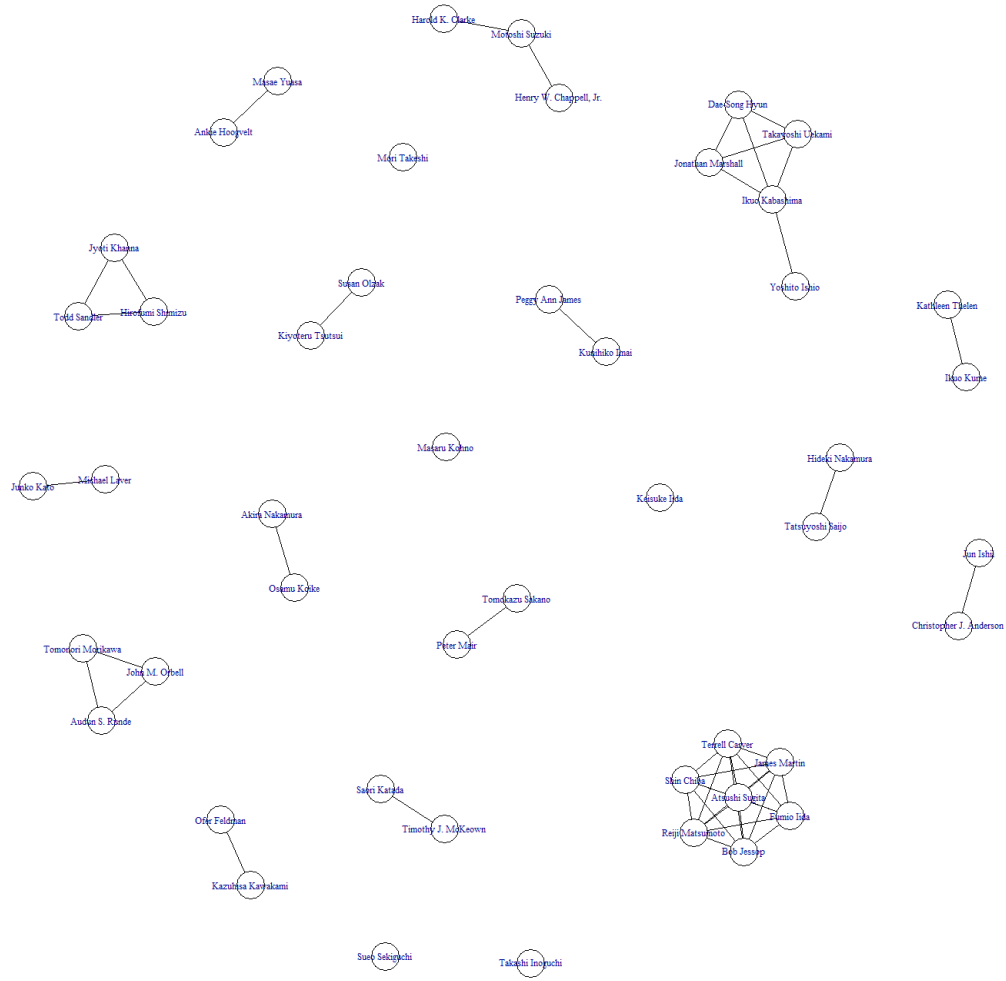 Harold K. Clarke
Motoshi Suzuki
Masae Yuasa
Henry W. Chappell, Jr.
Dae-Song Hyun
Ankie Hoogvelt
Takayoshi Uekami
Mori Takeshi
Jonathan Marshall
Ikuo Kabashima
Jyoti Khanna
Susan Olzak
Yoshito Ishio
Peggy Ann James
Kathleen Thelen
Todd Sandler
Hirofumi Shimizu
Kiyoteru Tsutsui
Kunihiko Imai
Ikuo Kume
Masaru Kohno
Hideki Nakamura
Junko Kato
Michael Laver
Keisuke Iida
Akira Nakamura
Tatsuyoshi Saijo
Jun Ishii
Osamu Koike
Tomokazu Sakano
Christopher J. Anderson
Tomonori Morikawa
Peter Mair
John M. Orbell
Audun S. Runde
Terrell Carver
James Martin
Shin Chiba
Saori Katada
Atsushi Sugita
Ofer Feldman
Timothy J. McKeown
Fumio Iida
Reiji Matsumoto
Bob Jessop
Kazuhisa Kawakami
Sueo Sekiguchi
Takashi Inoguchi